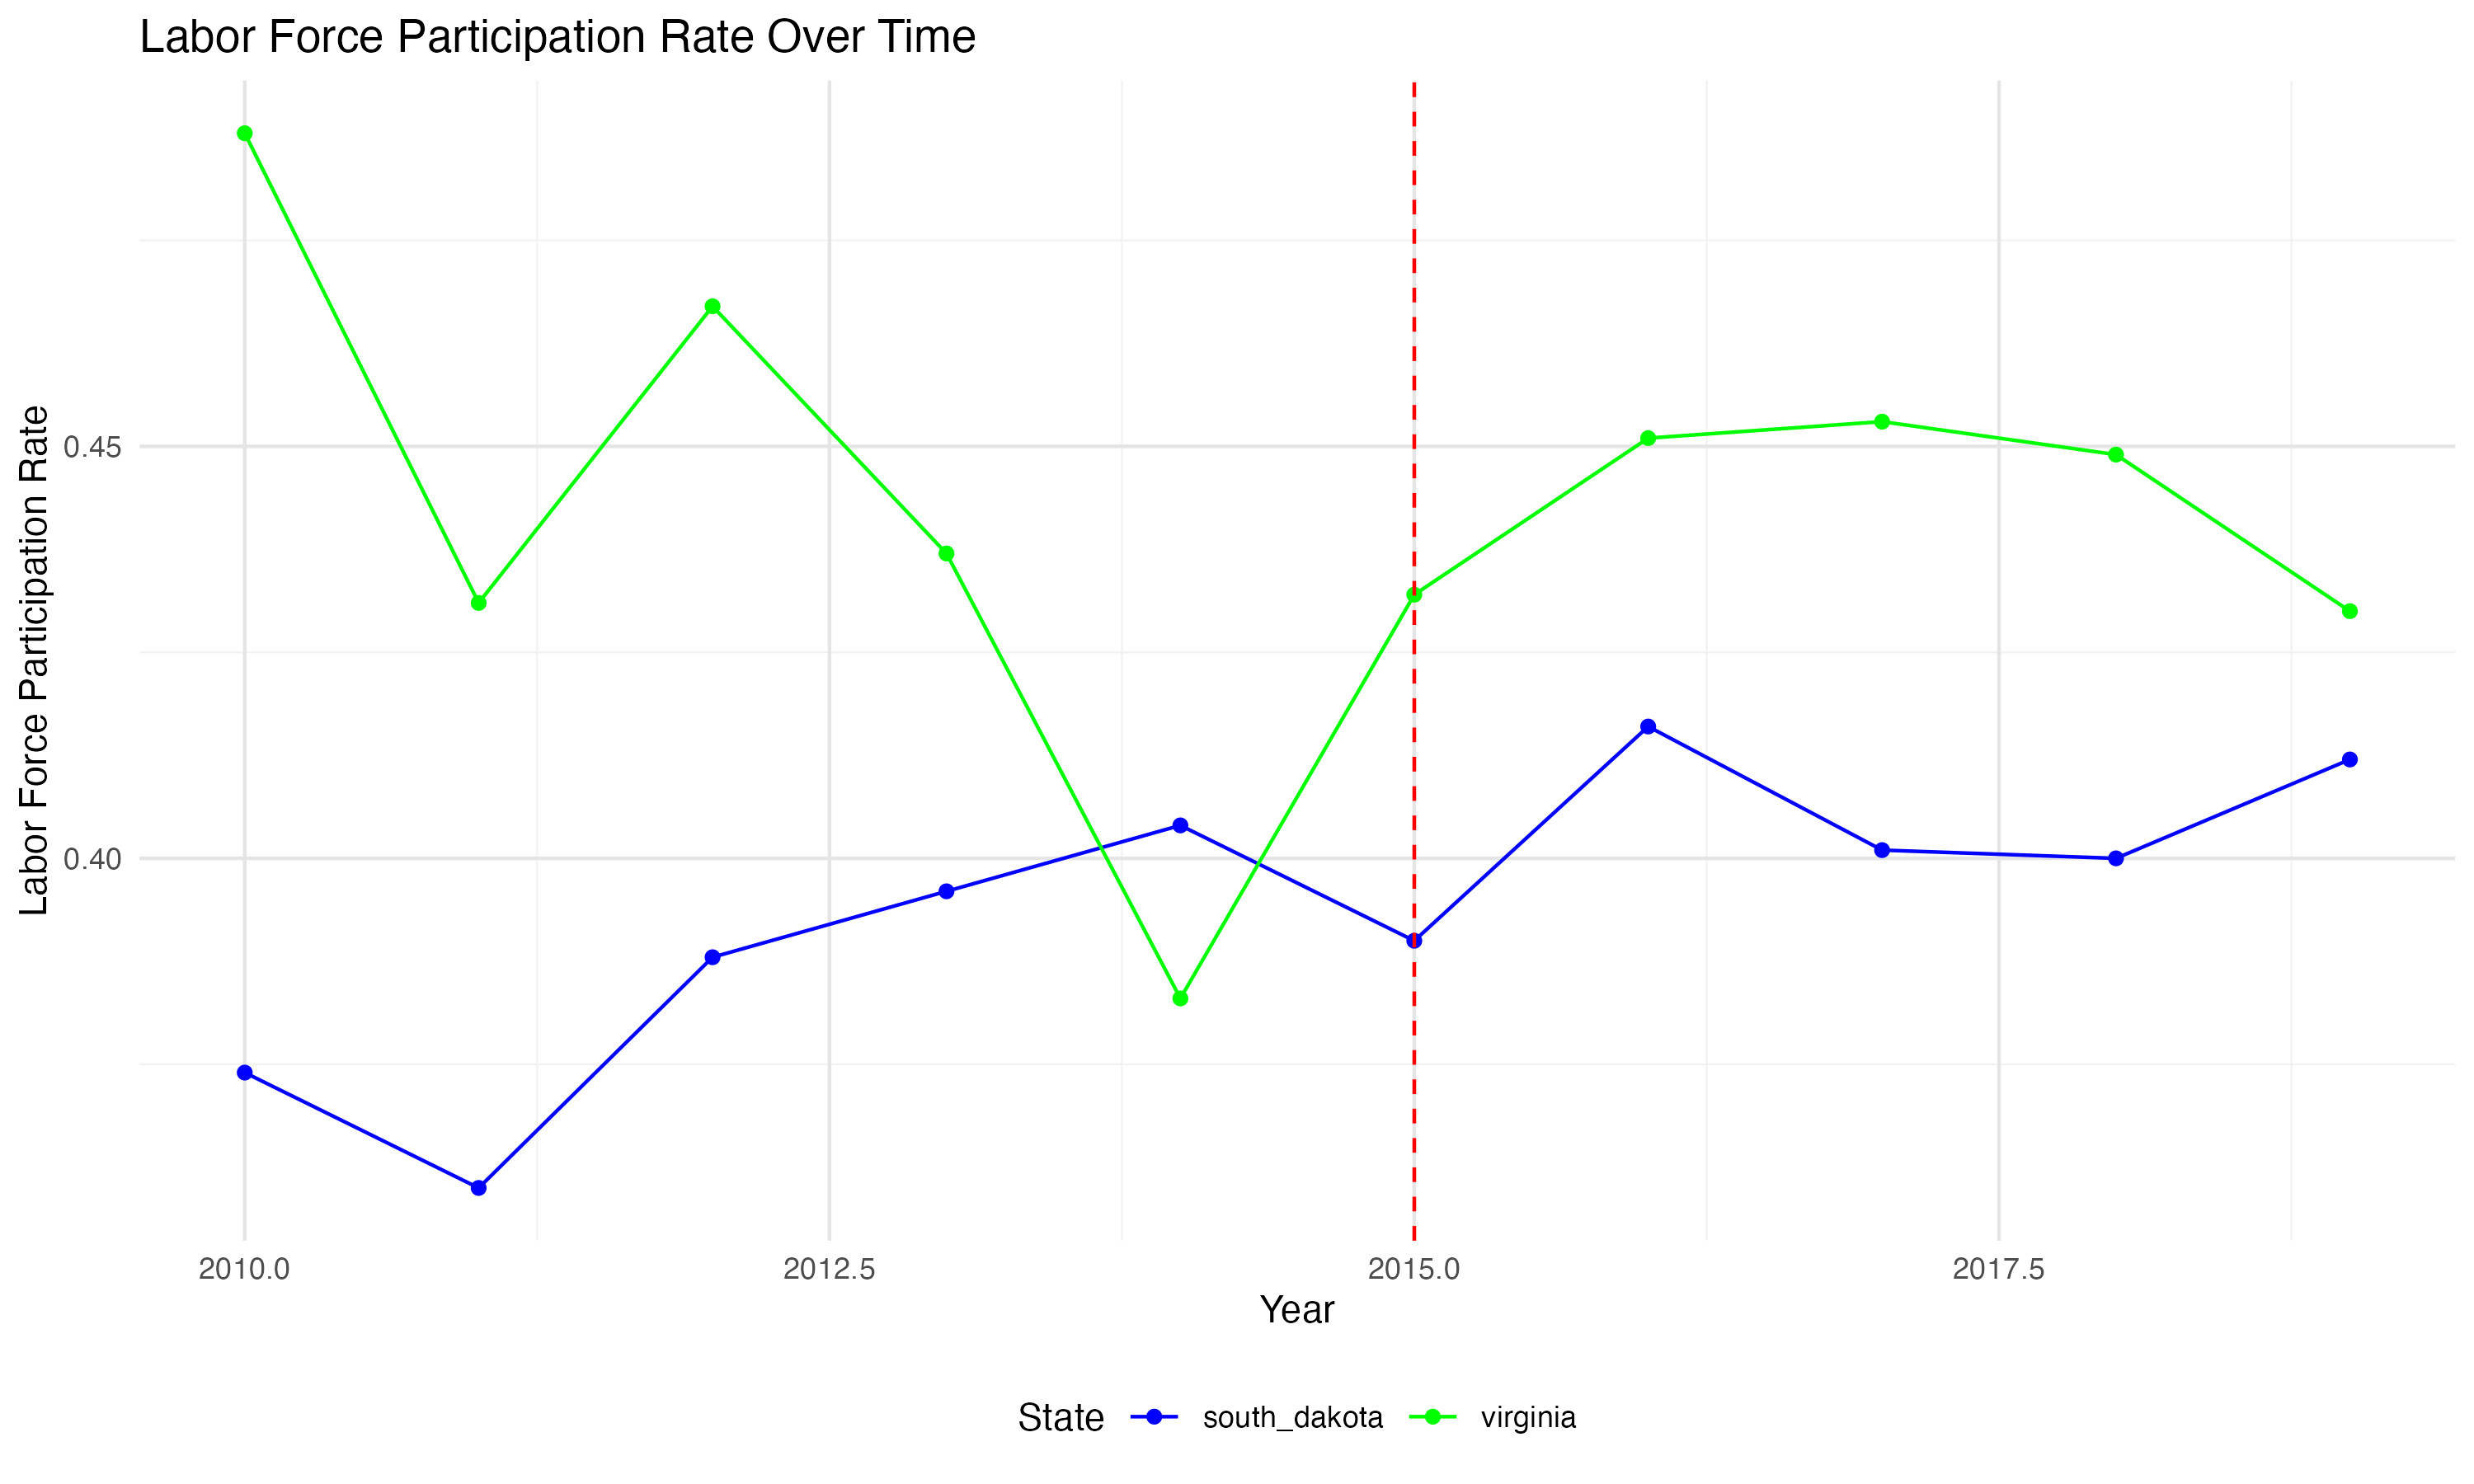 Labor Force Participation Rate Over Time
Labor Force Participation Rate
0.45
0.40
2010.0 2012.5 2015.0 2017.5
Year
State south_dakota virginia